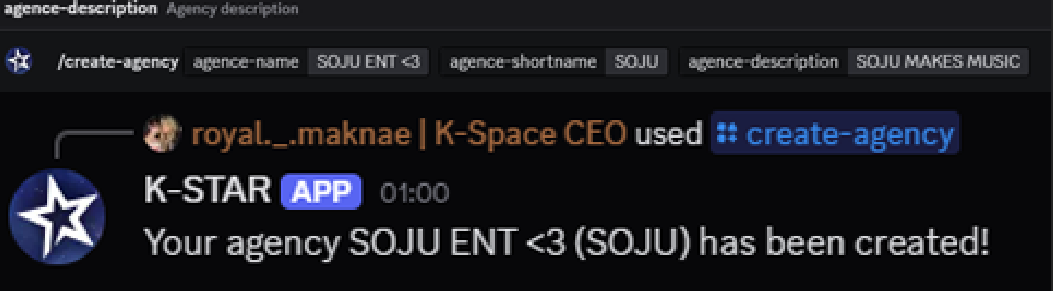 agence-description Agency description
/create-agency agence-name SOJU ENT <3 agence-shortname SOJU agence-description SOJU MAKES MUSIC
royal._.maknae | K-Space CEO used create-agency
K-STAR APP 01:00
Your agency SOJU ENT <3 (SOJU) has been created!